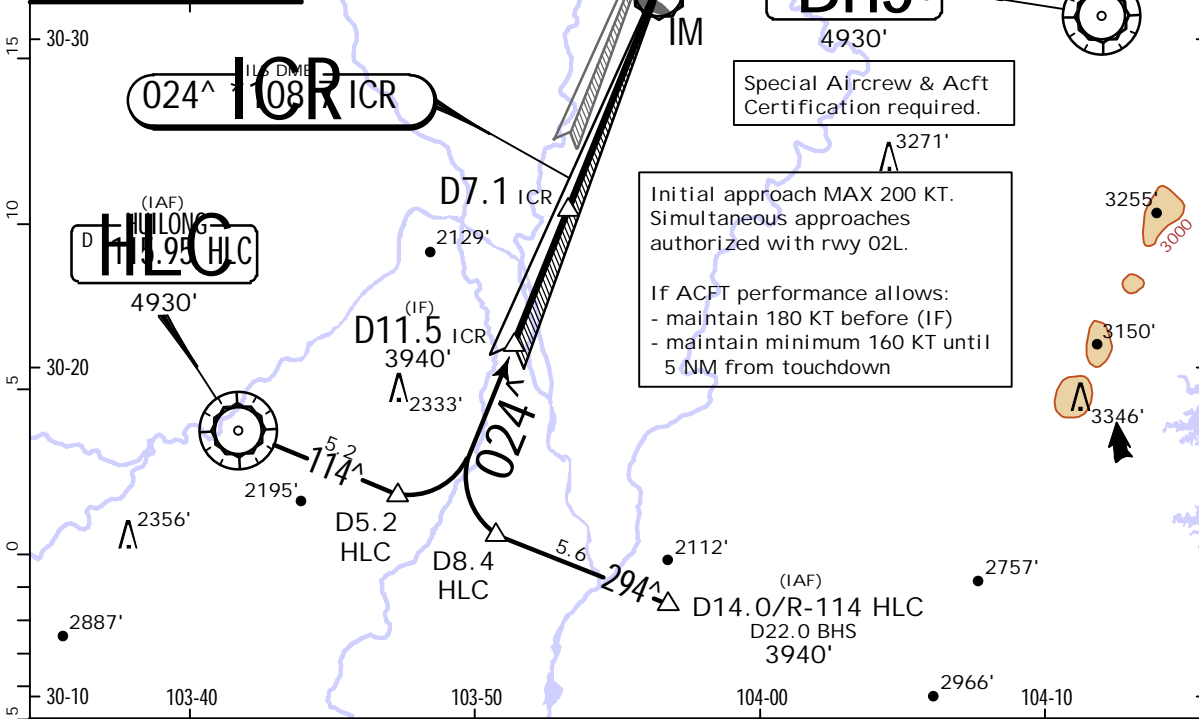 15
30-30
IM
4930'
Special Aircrew & Acft
Certification required.
ILS DME
024^ ICR
ICR
3271'
D7.1 ICR
Initial approach MAX 200 KT.
Simultaneous approaches
authorized with rwy 02L.
If ACFT performance allows:
- maintain 180 KT before (IF)
- maintain minimum 160 KT until
5 NM from touchdown
3255'
3000
10
(IAF)
HUILONG
D 115.95 HLC
HLC
4930'
2129'
(IF)
D11.5 ICR
3940'
2333'
3150'
30-20
5
3346'
024^
5.2
114^
2195'
D5.2
HLC
2356'
D8.4
HLC
5.6
294^
2112'
2757'
0
(IAF)
D14.0/R-114 HLC
D22.0 BHS
3940'
2887'
2966'
30-10
103-40
103-50
104-00
104-10
5